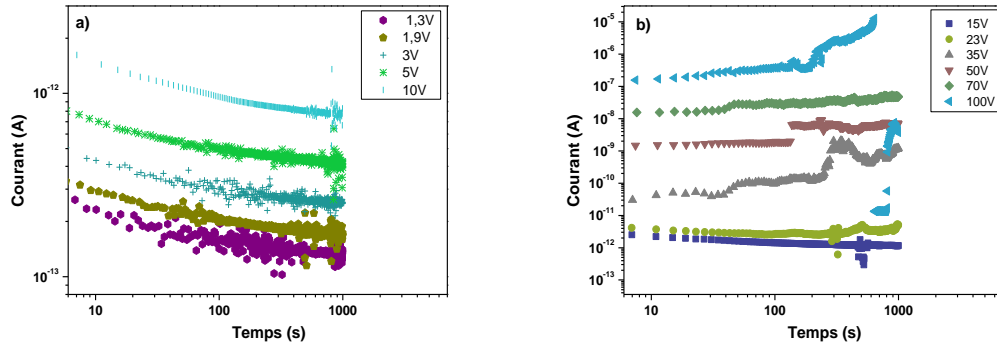 a)
1,3V
1,9V
3V
5V
10V
10⁻¹²
10⁻¹³
Courant (A)
10
100
1000
Temps (s)
b)
15V
23V
35V
50V
70V
100V
10⁻⁵
10⁻⁶
10⁻⁷
10⁻⁸
10⁻⁹
10⁻¹⁰
10⁻¹¹
10⁻¹²
10⁻¹³
Courant (A)
10
100
1000
Temps (s)